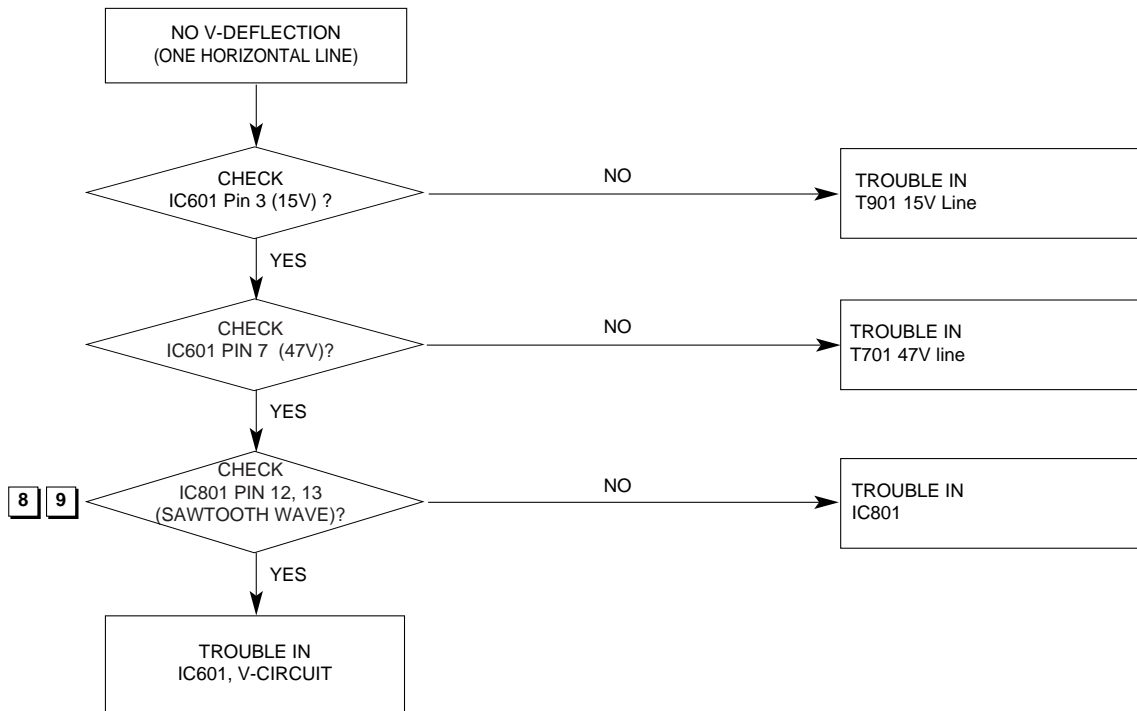 NO V-DEFLECTION
(ONE HORIZONTAL LINE)
CHECK
IC601 Pin 3 (15V) ?
NO
TROUBLE IN
T901 15V Line
YES
CHECK
IC601 PIN 7 (47V)?
NO
TROUBLE IN
T701 47V line
YES
8 9
CHECK
IC801 PIN 12, 13
(SAWTOOTH WAVE)?
NO
TROUBLE IN
IC801
YES
TROUBLE IN
IC601, V-CIRCUIT